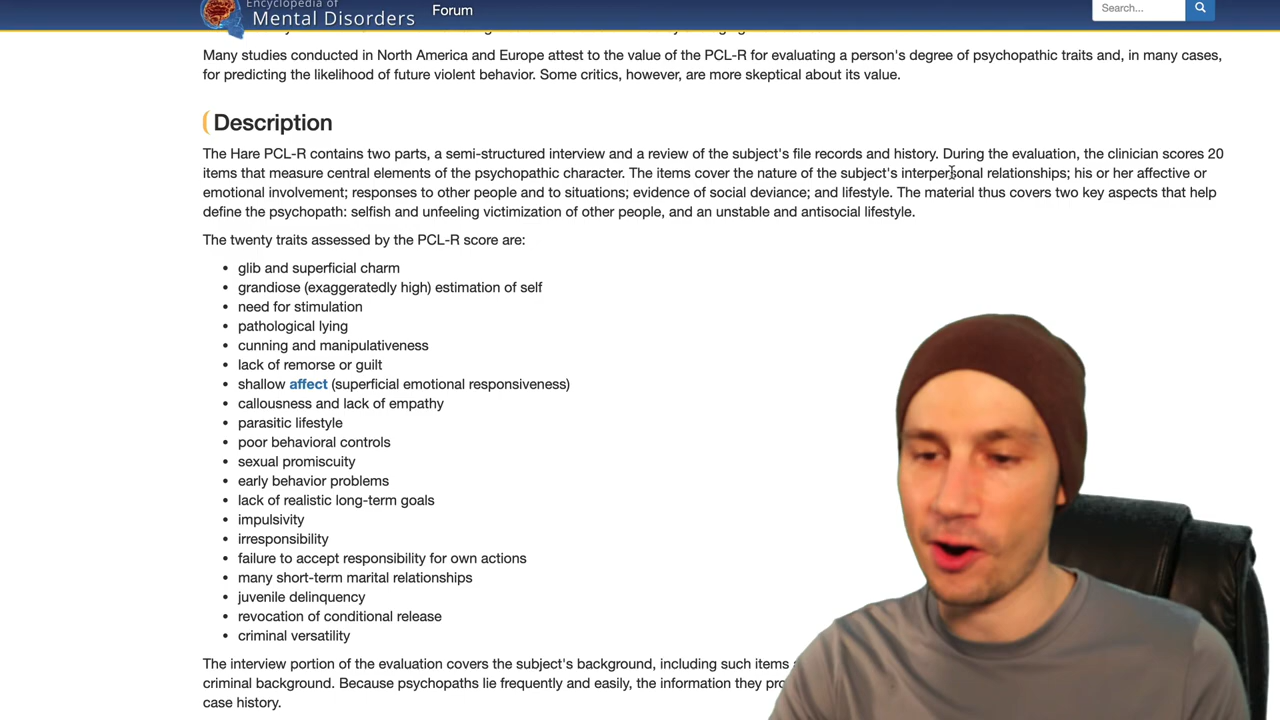 Encyclopedia of
Mental Disorders
Forum
Search...
Many studies conducted in North America and Europe attest to the value of the PCL-R for evaluating a person's degree of psychopathic traits and, in many cases,
for predicting the likelihood of future violent behavior. Some critics, however, are more skeptical about its value.
Description
The Hare PCL-R contains two parts, a semi-structured interview and a review of the subject's file records and history. During the evaluation, the clinician scores 20
items that measure central elements of the psychopathic character. The items cover the nature of the subject's interpersonal relationships; his or her affective or
emotional involvement; responses to other people and to situations; evidence of social deviance; and lifestyle. The material thus covers two key aspects that help
define the psychopath: selfish and unfeeling victimization of other people, and an unstable and antisocial lifestyle.
The twenty traits assessed by the PCL-R score are:
• glib and superficial charm
• grandiose (exaggeratedly high) estimation of self
• need for stimulation
• pathological lying
• cunning and manipulativeness
• lack of remorse or guilt
• shallow affect (superficial emotional responsiveness)
• callousness and lack of empathy
• parasitic lifestyle
• poor behavioral controls
• sexual promiscuity
• early behavior problems
• lack of realistic long-term goals
• impulsivity
• irresponsibility
• failure to accept responsibility for own actions
• many short-term marital relationships
• juvenile delinquency
• revocation of conditional release
• criminal versatility
The interview portion of the evaluation covers the subject's background, including such items
criminal background. Because psychopaths lie frequently and easily, the information they
case history.